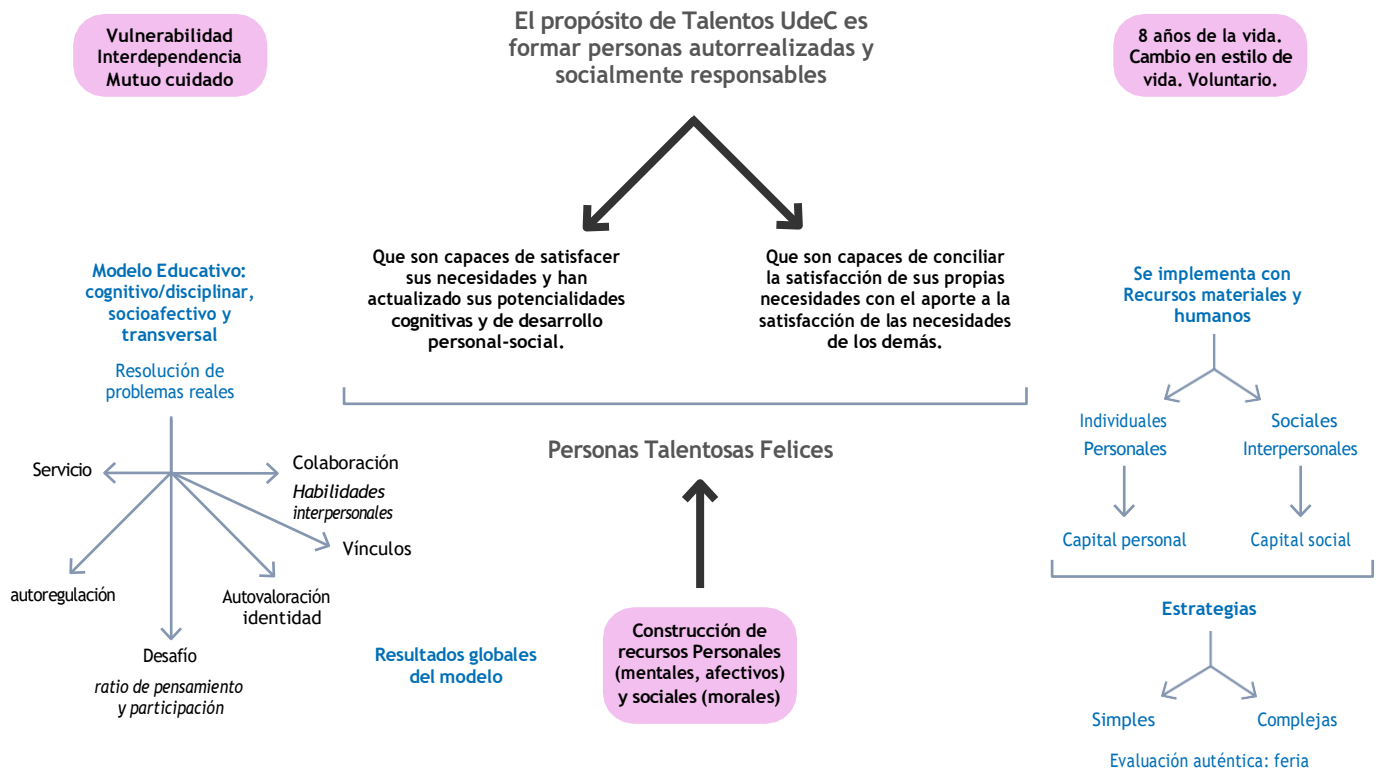 Vulnerabilidad
Interdependencia
Mutuo cuidado
El propósito de Talentos UdeC es
formar personas autorrealizadas y
socialmente responsables
8 años de la vida.
Cambio en estilo de
vida. Voluntario.
Modelo Educativo:
cognitivo/disciplinar,
socioafectivo y
transversal
Resolución de
problemas reales
Servicio
Colaboración
Habilidades
interpersonales
Vínculos
autoregulación
Autovaloración
identidad
Desafío
ratio de pensamiento
y participación
Que son capaces de satisfacer
sus necesidades y han
actualizado sus potencialidades
cognitivas y de desarrollo
personal-social.
Que son capaces de conciliar
la satisfacción de sus propias
necesidades con el aporte a la
satisfacción de las necesidades
de los demás.
Personas Talentosas Felices
Resultados globales
del modelo
Construcción de
recursos Personales
(mentales, afectivos)
y sociales (morales)
Se implementa con
Recursos materiales y
humanos
Individuales
Personales
Sociales
Interpersonales
Capital personal
Capital social
Estrategias
Simples
Complejas
Evaluación auténtica: feria